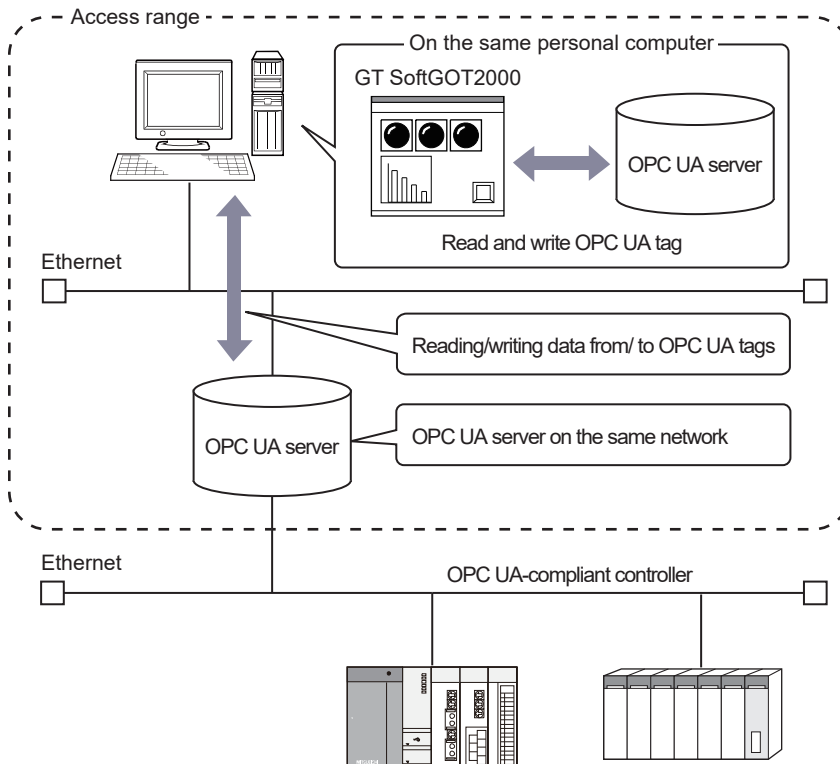 Access range
On the same personal computer
GT SoftGOT2000
OPC UA server
Read and write OPC UA tag
Ethernet
Reading/writing data from/ to OPC UA tags
OPC UA server
OPC UA server on the same network
Ethernet
OPC UA-compliant controller